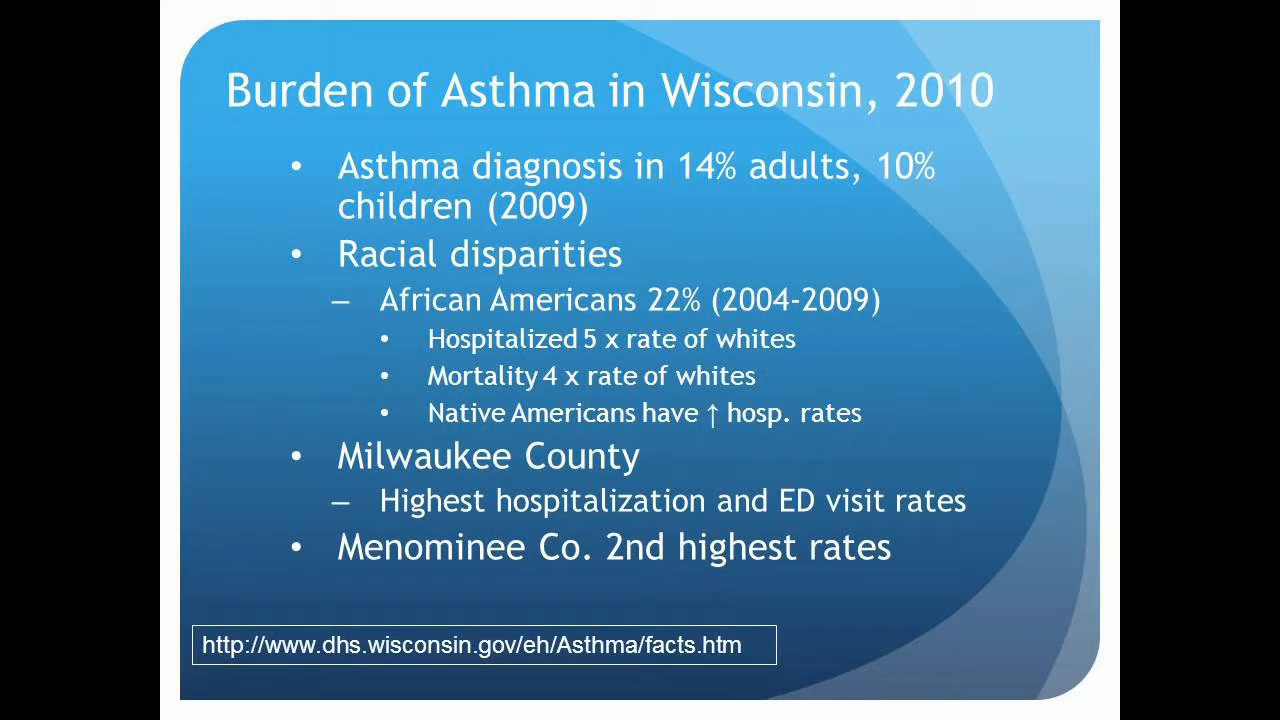 Burden of Asthma in Wisconsin, 2010
• Asthma diagnosis in 14% adults, 10%
children (2009)
• Racial disparities
– African Americans 22% (2004-2009)
• Hospitalized 5 x rate of whites
• Mortality 4 x rate of whites
• Native Americans have ↑ hosp. rates
• Milwaukee County
– Highest hospitalization and ED visit rates
• Menominee Co. 2nd highest rates
http://www.dhs.wisconsin.gov/eh/Asthma/facts.htm